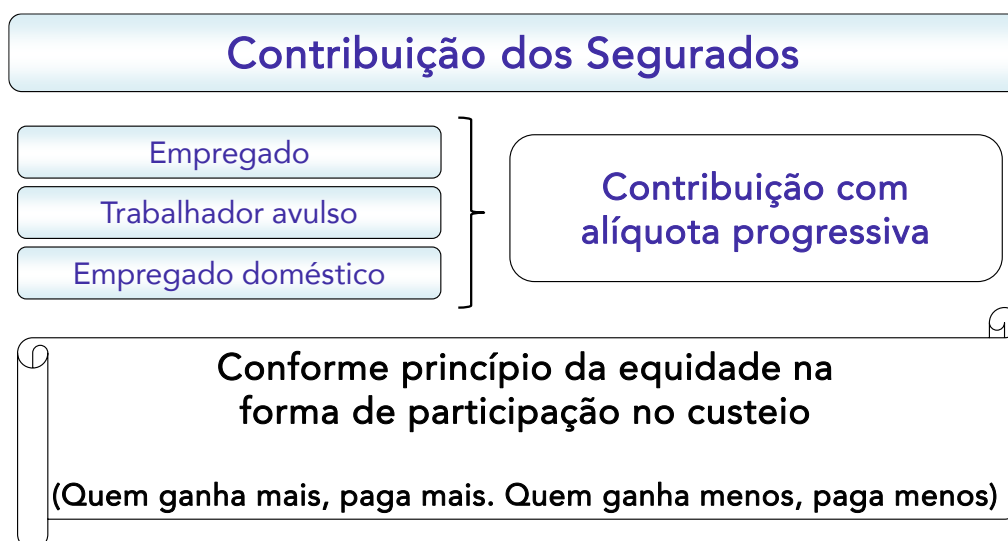 Contribuição dos Segurados
Empregado
Trabalhador avulso
Empregado doméstico
Contribuição com
alíquota progressiva
Conforme princípio da equidade na
forma de participação no custeio
(Quem ganha mais, paga mais. Quem ganha menos, paga menos)